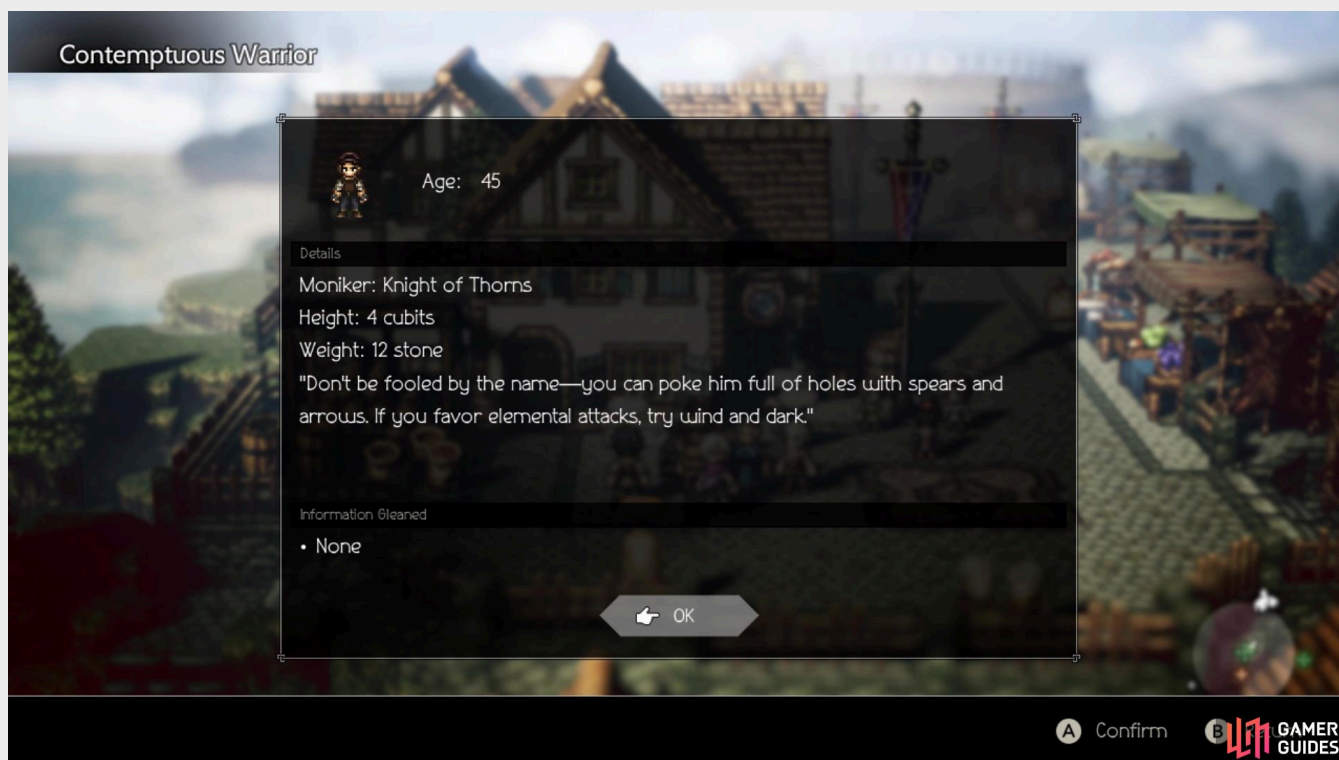 Contemptuous Warrior
Age: 45
Details
Moniker: Knight of Thorns
Height: 4 cubits
Weight: 12 stone
"Don't be fooled by the name—you can poke him full of holes with spears and
arrows. If you favor elemental attacks, try wind and dark."
Information Gleaned
• None
OK
A Confirm B
GAMER
GUIDES